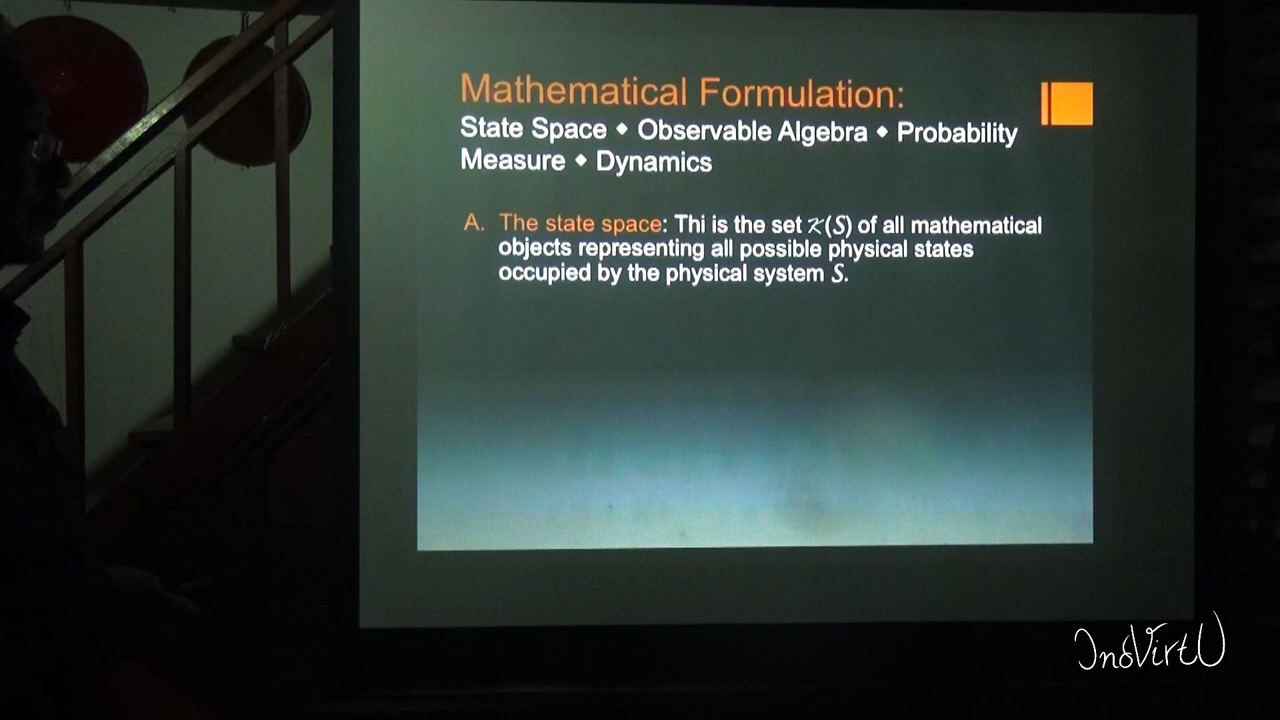 Mathematical Formulation:
State Space ◆ Observable Algebra ◆ Probability
Measure ◆ Dynamics
A. The state space: Thi is the set 𝒦(S) of all mathematical
objects representing all possible physical states
occupied by the physical system S.
InoVirtU